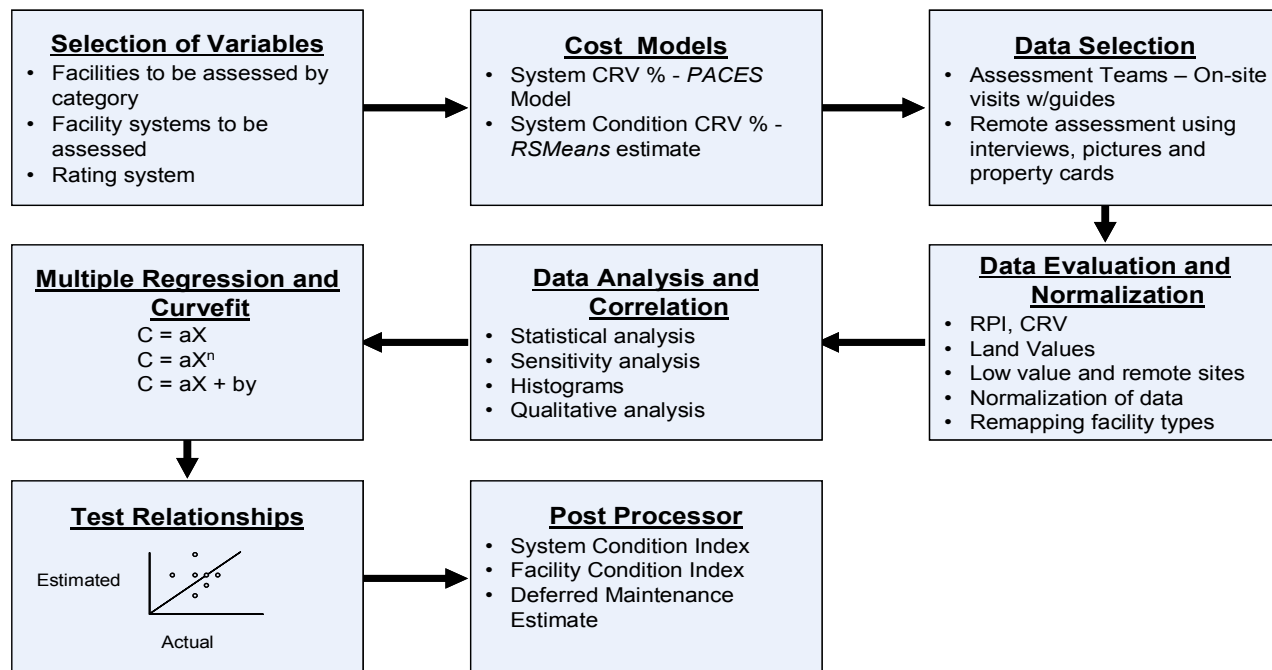 Selection of Variables
• Facilities to be assessed by
category
• Facility systems to be
assessed
• Rating system
Cost Models
• System CRV % - PACES
Model
• System Condition CRV % -
RSMeans estimate
Data Selection
• Assessment Teams – On-site
visits w/guides
• Remote assessment using
interviews, pictures and
property cards
Data Evaluation and
Normalization
• RPI, CRV
• Land Values
• Low value and remote sites
• Normalization of data
• Remapping facility types
Data Analysis and
Correlation
• Statistical analysis
• Sensitivity analysis
• Histograms
• Qualitative analysis
Multiple Regression and
Curvefit
C = aX
C = aXⁿ
C = aX + by
Test Relationships
Estimated
Actual
Post Processor
• System Condition Index
• Facility Condition Index
• Deferred Maintenance
Estimate